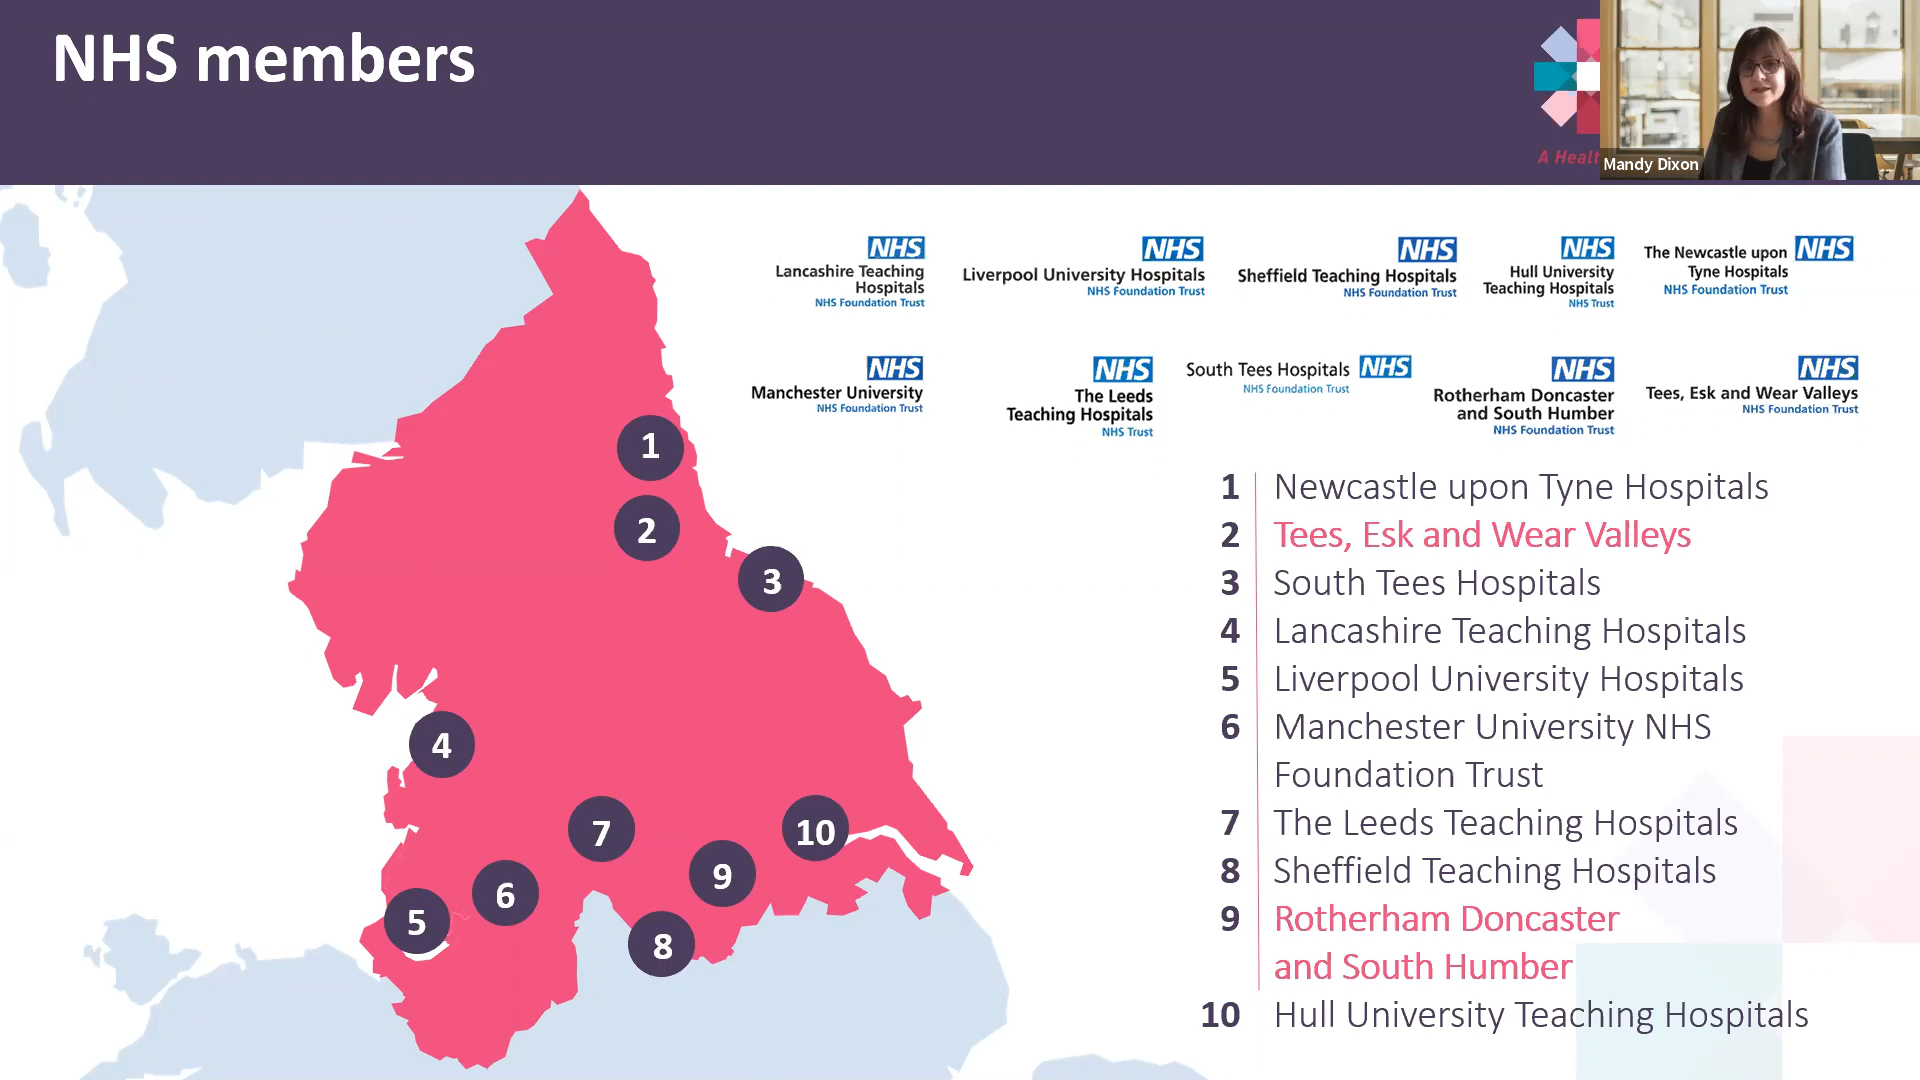 NHS members
A Healt
Mandy Dixon
NHS
Lancashire Teaching
Hospitals
NHS Foundation Trust
NHS
Liverpool University Hospitals
NHS Foundation Trust
NHS
Sheffield Teaching Hospitals
NHS Foundation Trust
NHS
Hull University
Teaching Hospitals
NHS Trust
The Newcastle upon NHS
Tyne Hospitals
NHS Foundation Trust
NHS
Manchester University
NHS Foundation Trust
NHS
The Leeds
Teaching Hospitals
NHS Trust
South Tees Hospitals NHS
NHS Foundation Trust
NHS
Rotherham Doncaster
and South Humber
NHS Foundation Trust
NHS
Tees, Esk and Wear Valleys
NHS Foundation Trust
1
2
3
4
5
6
7
8
9
10
1 Newcastle upon Tyne Hospitals
2 Tees, Esk and Wear Valleys
3 South Tees Hospitals
4 Lancashire Teaching Hospitals
5 Liverpool University Hospitals
6 Manchester University NHS
Foundation Trust
7 The Leeds Teaching Hospitals
8 Sheffield Teaching Hospitals
9 Rotherham Doncaster
and South Humber
10 Hull University Teaching Hospitals